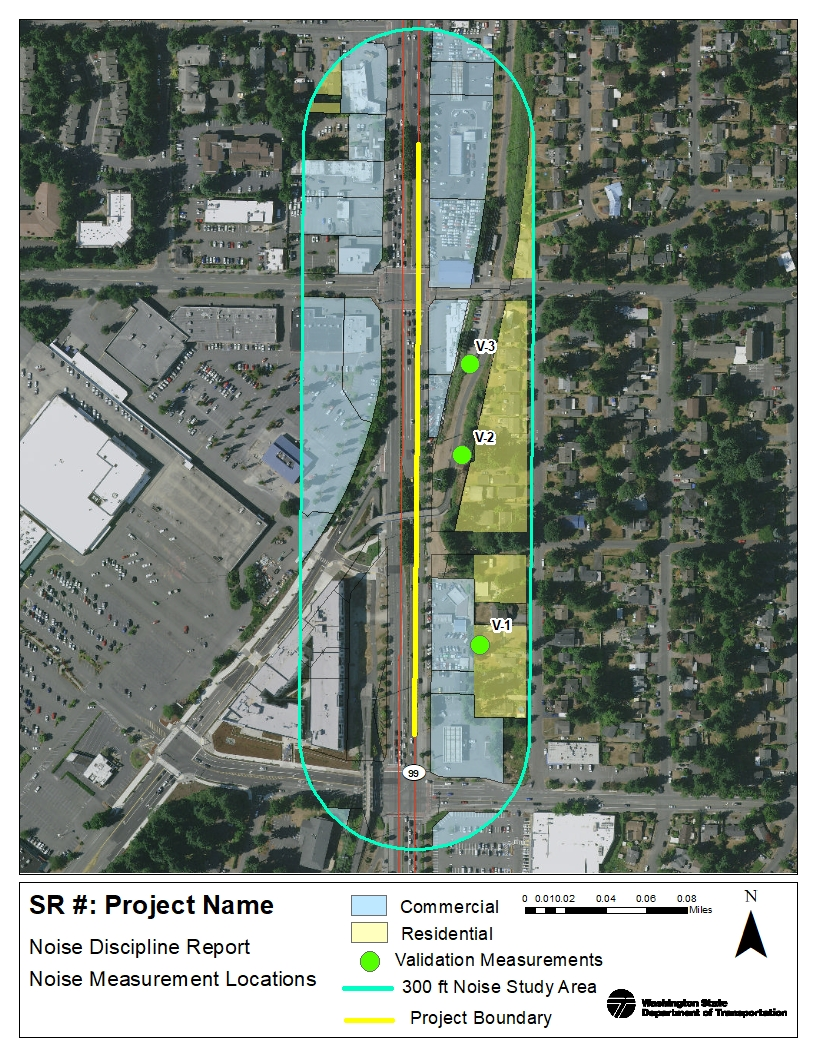 V-3
V-2
V-1
99
SR #: Project Name
Noise Discipline Report
Noise Measurement Locations
Commercial
Residential
Validation Measurements
300 ft Noise Study Area
Project Boundary
0 0.010.02 0.04 0.06 0.08
Miles
N
Washington State
Department of Transportation